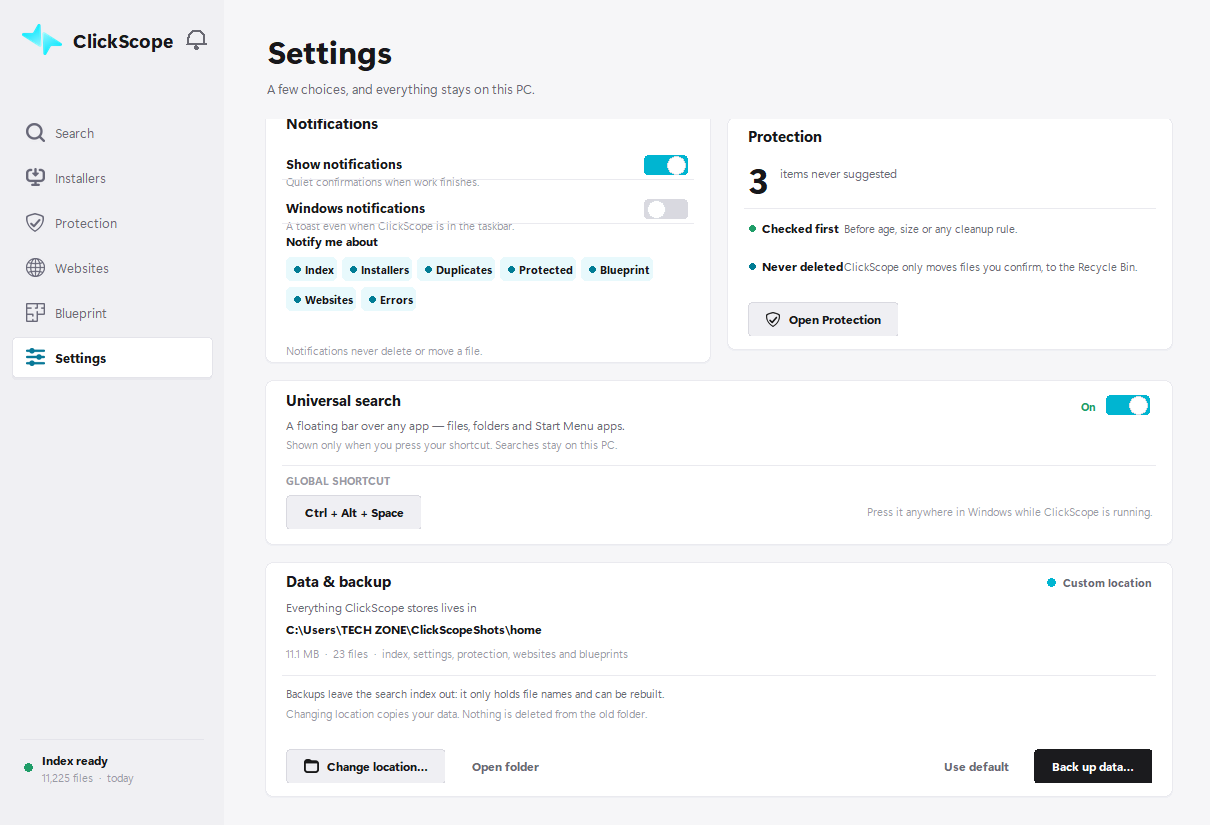 ClickScope
Search
Installers
Protection
Websites
Blueprint
Settings
Index ready
11,225 files · today
Settings
A few choices, and everything stays on this PC.
Notifications
Show notifications
Quiet confirmations when work finishes.
Windows notifications
A toast even when ClickScope is in the taskbar.
Notify me about
Index Installers Duplicates Protected Blueprint
Websites Errors
Notifications never delete or move a file.
Protection
3 items never suggested
Checked first Before age, size or any cleanup rule.
Never deleted ClickScope only moves files you confirm, to the Recycle Bin.
Open Protection
Universal search
On
A floating bar over any app — files, folders and Start Menu apps.
Shown only when you press your shortcut. Searches stay on this PC.
GLOBAL SHORTCUT
Ctrl + Alt + Space
Press it anywhere in Windows while ClickScope is running.
Data & backup
Custom location
Everything ClickScope stores lives in
C:\Users\TECH ZONE\ClickScopeShots\home
11.1 MB · 23 files · index, settings, protection, websites and blueprints
Backups leave the search index out: it only holds file names and can be rebuilt.
Changing location copies your data. Nothing is deleted from the old folder.
Change location... Open folder Use default Back up data...